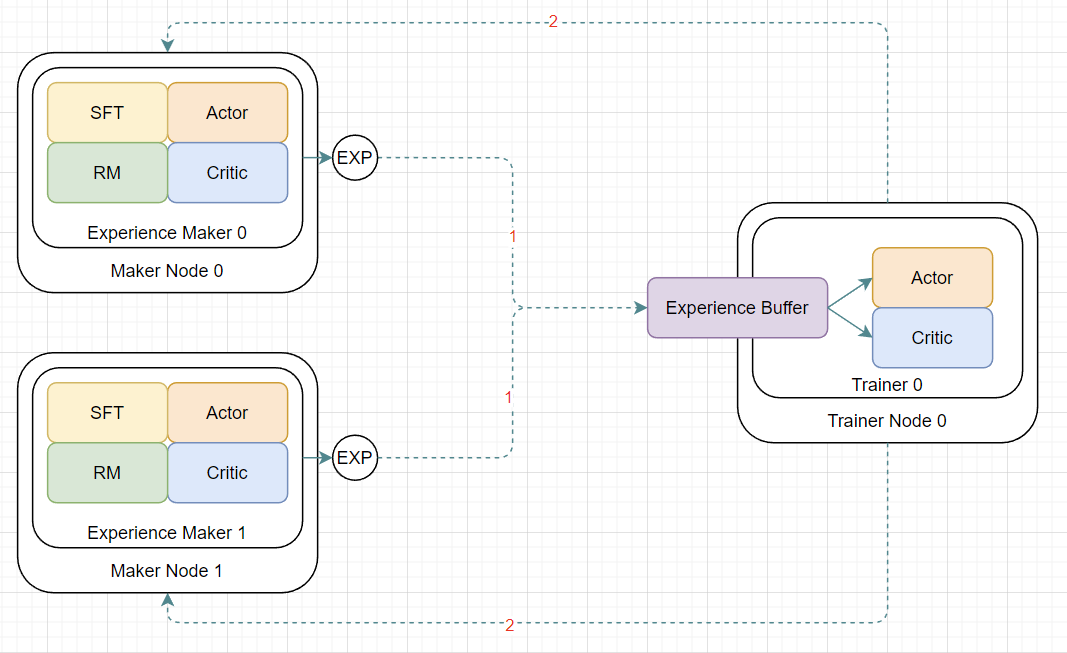 2
SFT
Actor
RM
Critic
Experience Maker 0
Maker Node 0
EXP
1
Experience Buffer
Actor
Critic
Trainer 0
Trainer Node 0
SFT
Actor
RM
Critic
Experience Maker 1
Maker Node 1
EXP
1
2